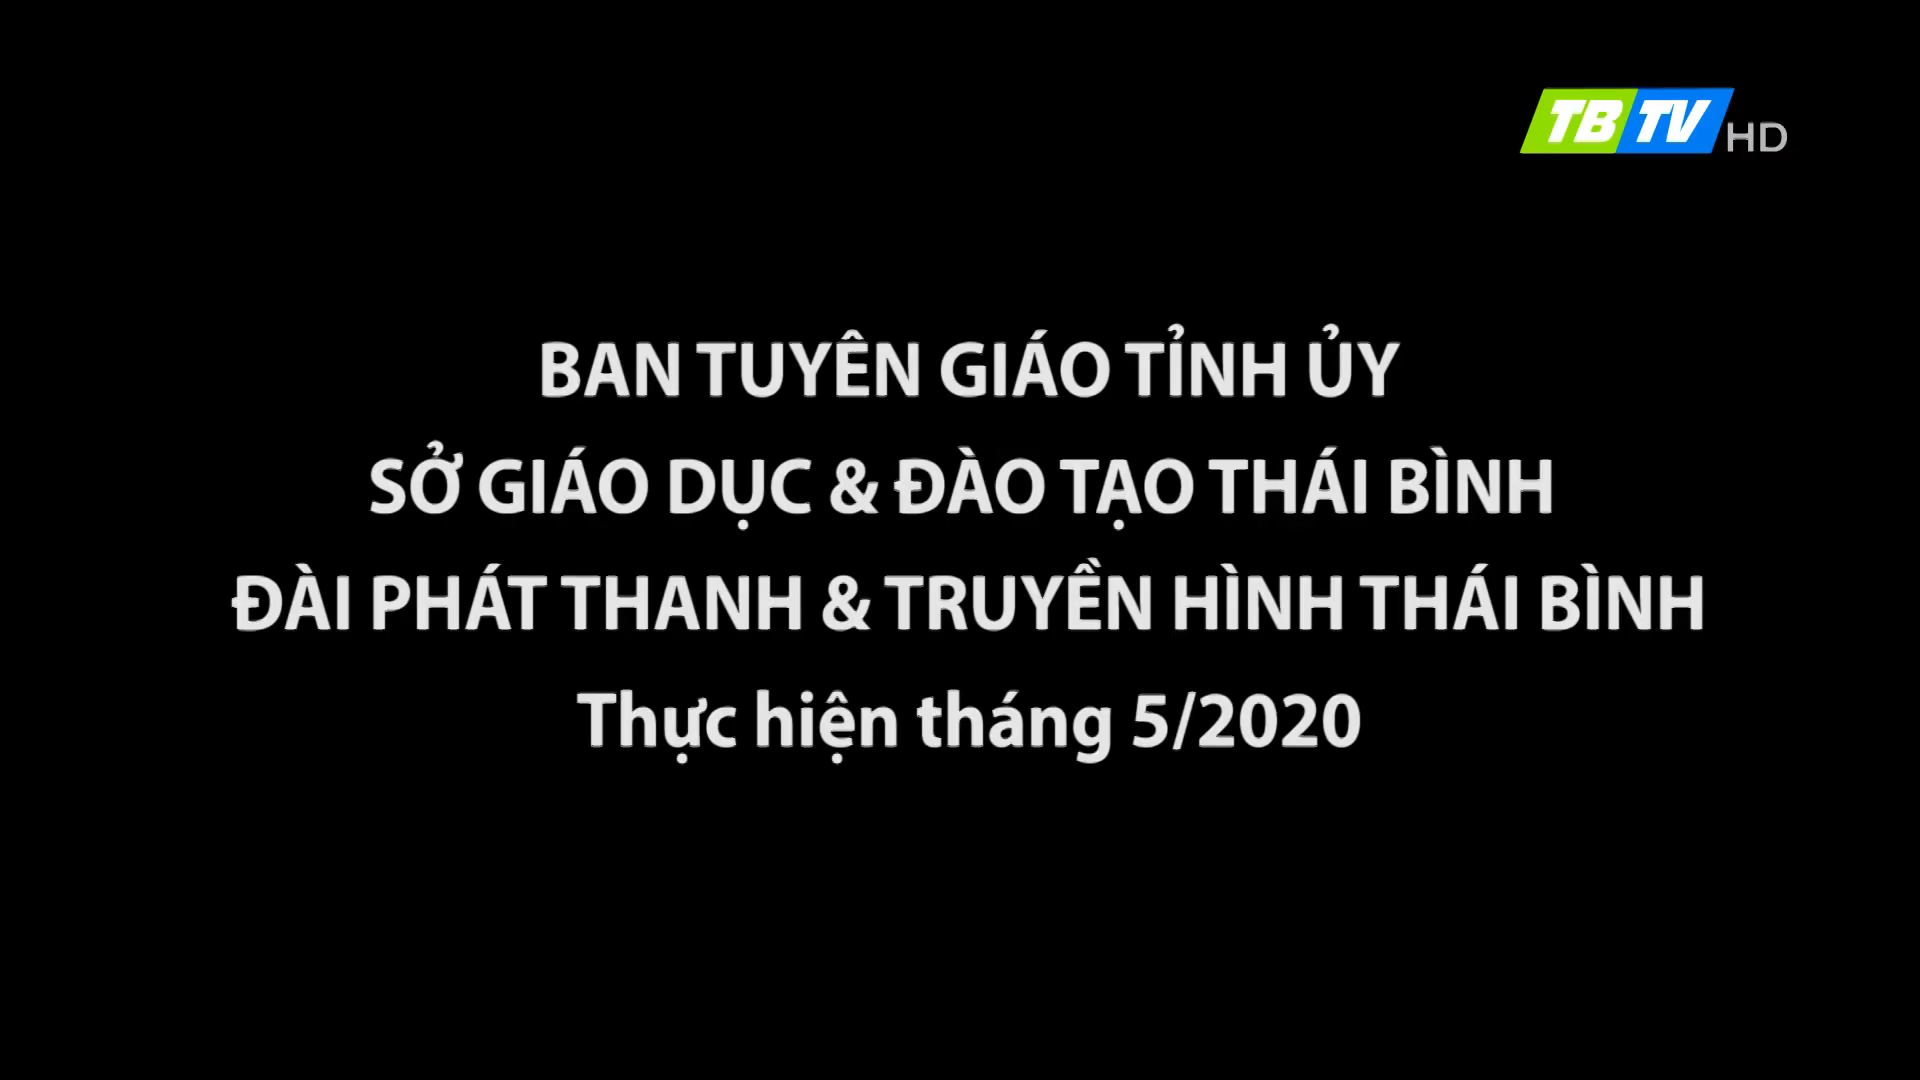 TBTV HD
BAN TUYÊN GIÁO TỈNH ỦY
SỞ GIÁO DỤC & ĐÀO TẠO THÁI BÌNH
ĐÀI PHÁT THANH & TRUYỀN HÌNH THÁI BÌNH
Thực hiện tháng 5/2020